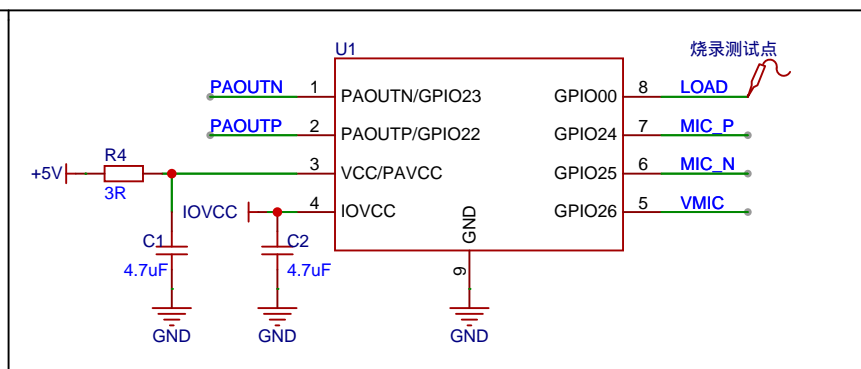 U1
烧录测试点
PAOUTN 1 PAOUTN/GPIO23 GPIO00 8 LOAD
PAOUTP 2 PAOUTP/GPIO22 GPIO24 7 MIC_P
R4
+5V 3 VCC/PAVCC GPIO25 6 MIC_N
3R
IOVCC 4 IOVCC GPIO26 5 VMIC
GND
C1 C2
4.7uF 4.7uF
9
GND GND GND